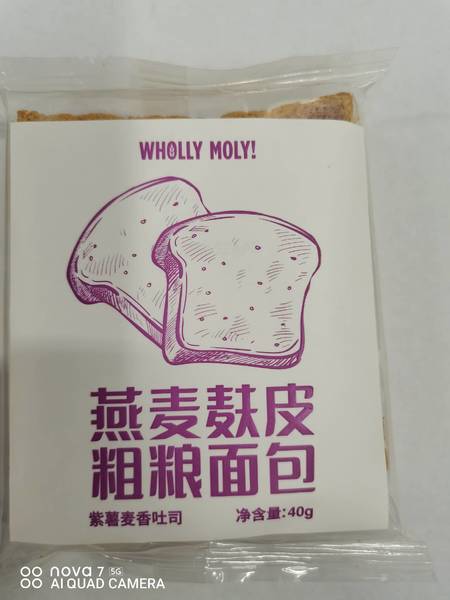 WHOLLY MOLY!
燕麦麸皮
粗粮面包
紫薯麦香吐司 净含量:40g
nova 7 5G
AI QUAD CAMERA